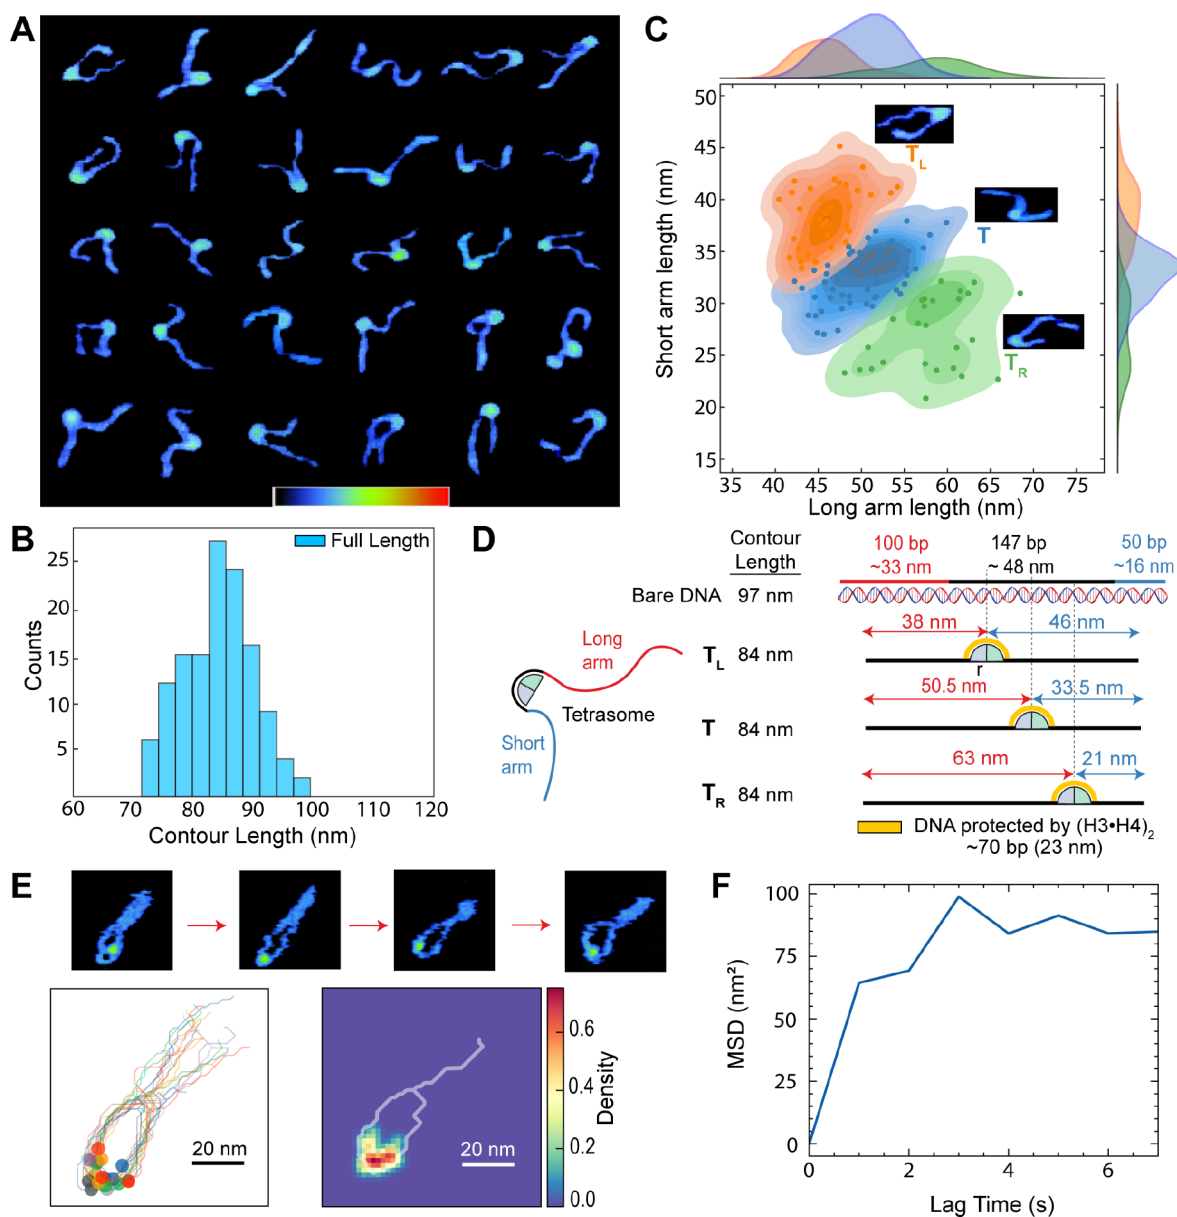 A
B
25
20
15
10
5
Counts
Full Length
60
70
80
90
100
110
120
Contour Length (nm)
C
50
45
40
35
30
25
20
15
Short arm length (nm)
35
40
45
50
55
60
65
70
75
Long arm length (nm)
T_L
T
T_R
D
Contour
Length
100 bp
~33 nm
147 bp
~ 48 nm
50 bp
~16 nm
Bare DNA
97 nm
Long
arm
Tetrasome
Short
arm
T_L
84 nm
38 nm
46 nm
r
T
84 nm
50.5 nm
33.5 nm
T_R
84 nm
63 nm
21 nm
DNA protected by (H3•H4)₂
~70 bp (23 nm)
E
20 nm
20 nm
0.6
0.4
0.2
0.0
Density
F
100
75
50
25
0
MSD (nm²)
0
2
4
6
Lag Time (s)